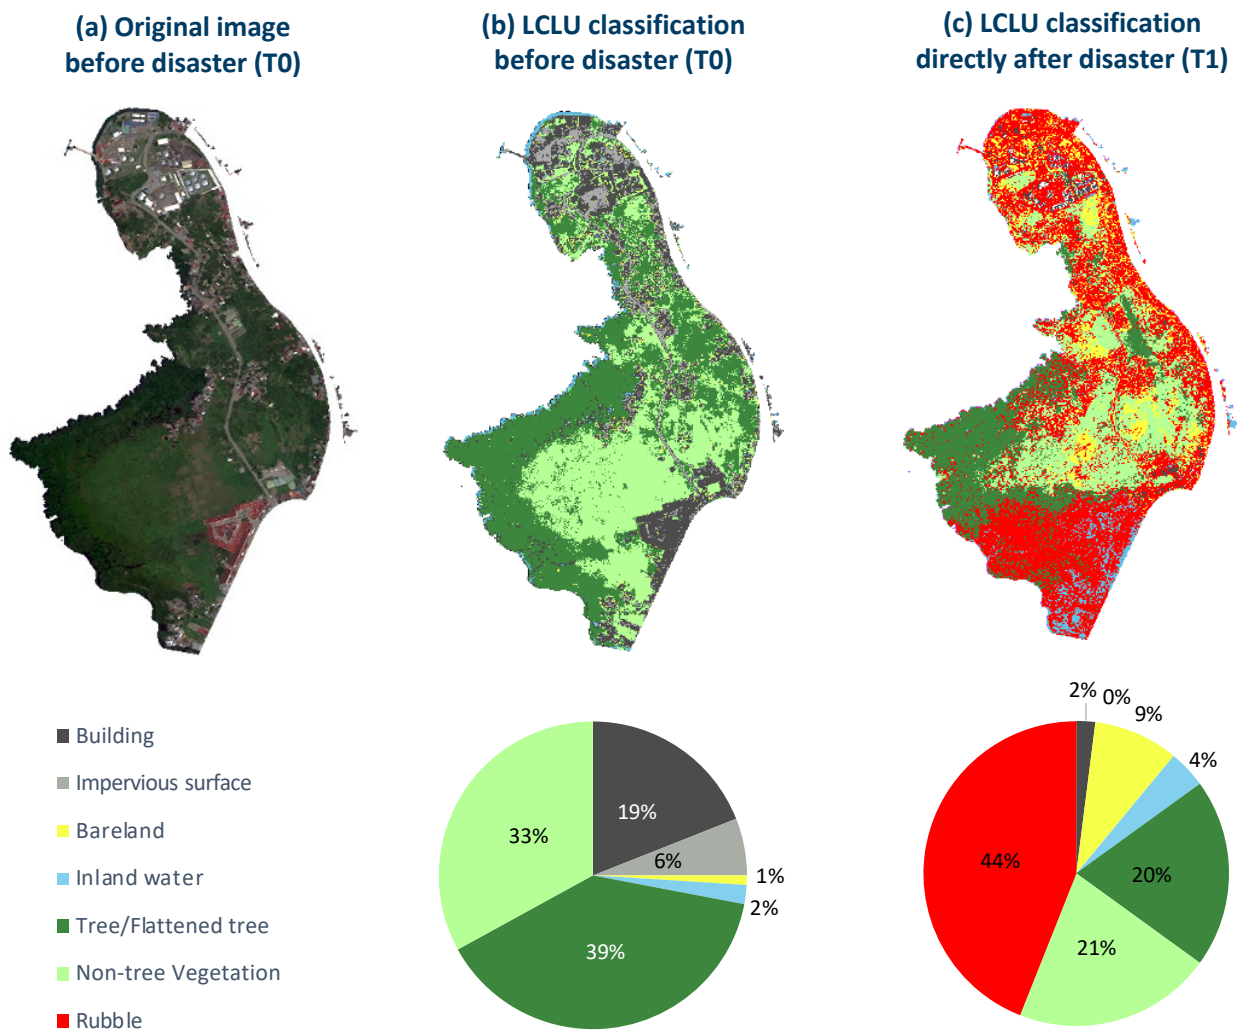 (a) Original image
before disaster (T0)
(b) LCLU classification
before disaster (T0)
(c) LCLU classification
directly after disaster (T1)
Building
Impervious surface
Bareland
Inland water
Tree/Flattened tree
Non-tree Vegetation
Rubble
19%
6%
1%
2%
39%
33%
2%
0%
9%
4%
20%
21%
44%